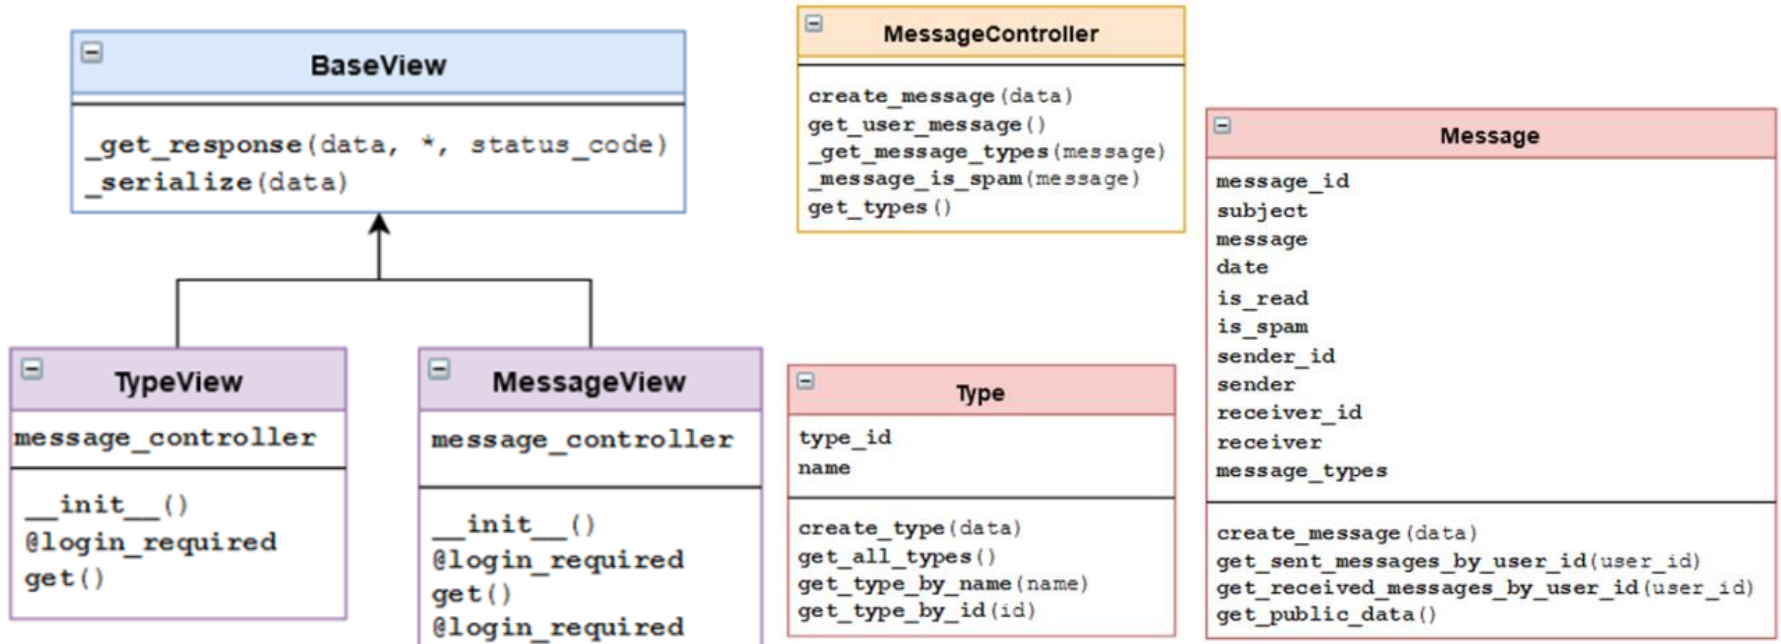 BaseView
_get_response(data, *, status_code)
_serialize(data)
TypeView
message_controller
__init__()
@login_required
get()
MessageView
message_controller
__init__()
@login_required
get()
@login_required
MessageController
create_message(data)
get_user_message()
_get_message_types(message)
_message_is_spam(message)
get_types()
Type
type_id
name
create_type(data)
get_all_types()
get_type_by_name(name)
get_type_by_id(id)
Message
message_id
subject
message
date
is_read
is_spam
sender_id
sender
receiver_id
receiver
message_types
create_message(data)
get_sent_messages_by_user_id(user_id)
get_received_messages_by_user_id(user_id)
get_public_data()